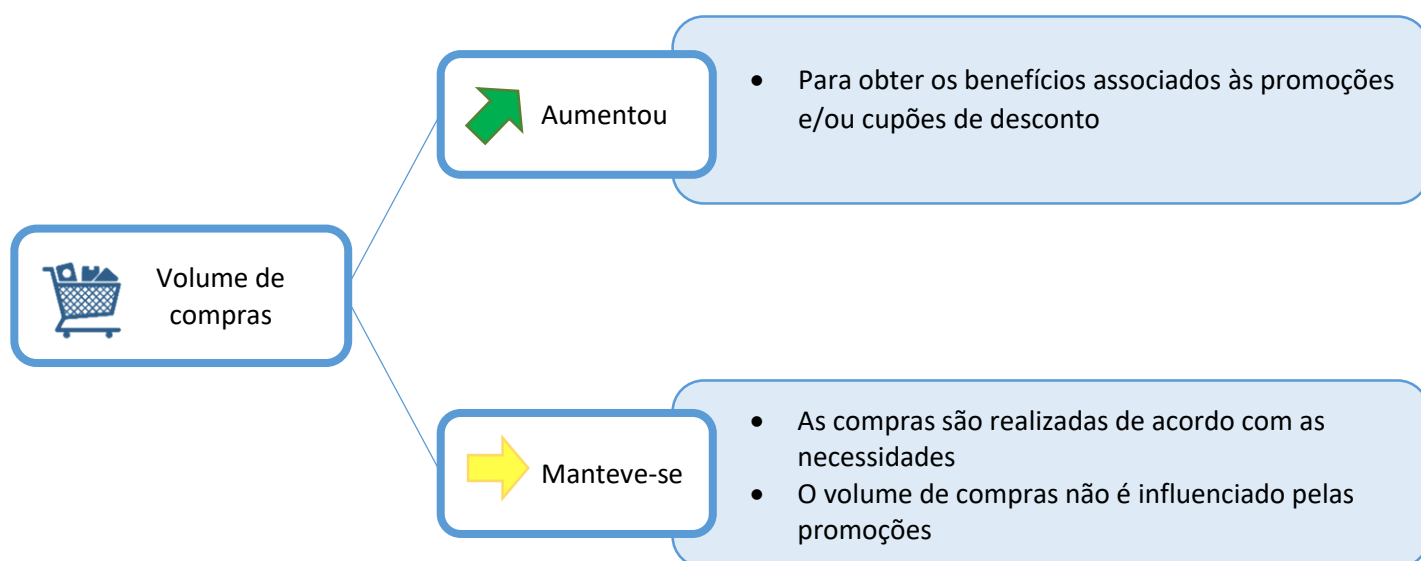 Aumentou
• Para obter os benefícios associados às promoções
e/ou cupões de desconto
Volume de
compras
Manteve-se
• As compras são realizadas de acordo com as
necessidades
• O volume de compras não é influenciado pelas
promoções